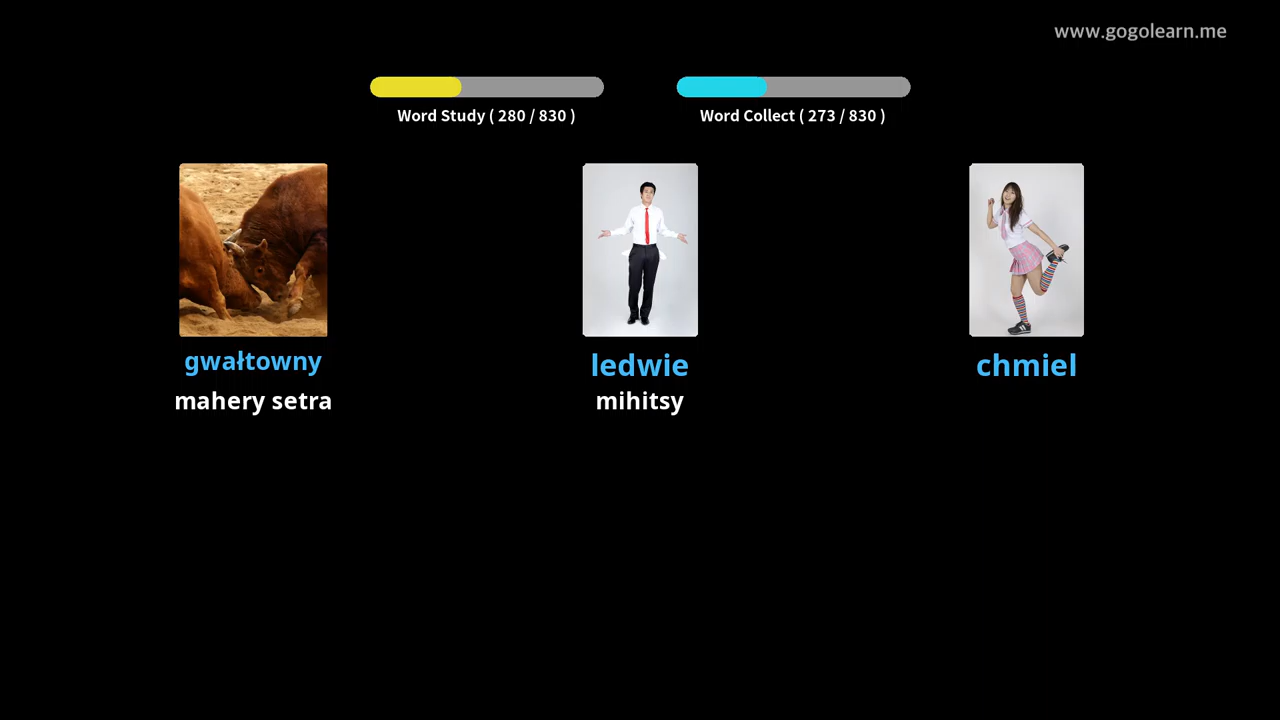 www.gogolearn.me
Word Study ( 280 / 830 )
Word Collect ( 273 / 830 )
gwałtowny
ledwie
chmiel
mahery setra
mihitsy